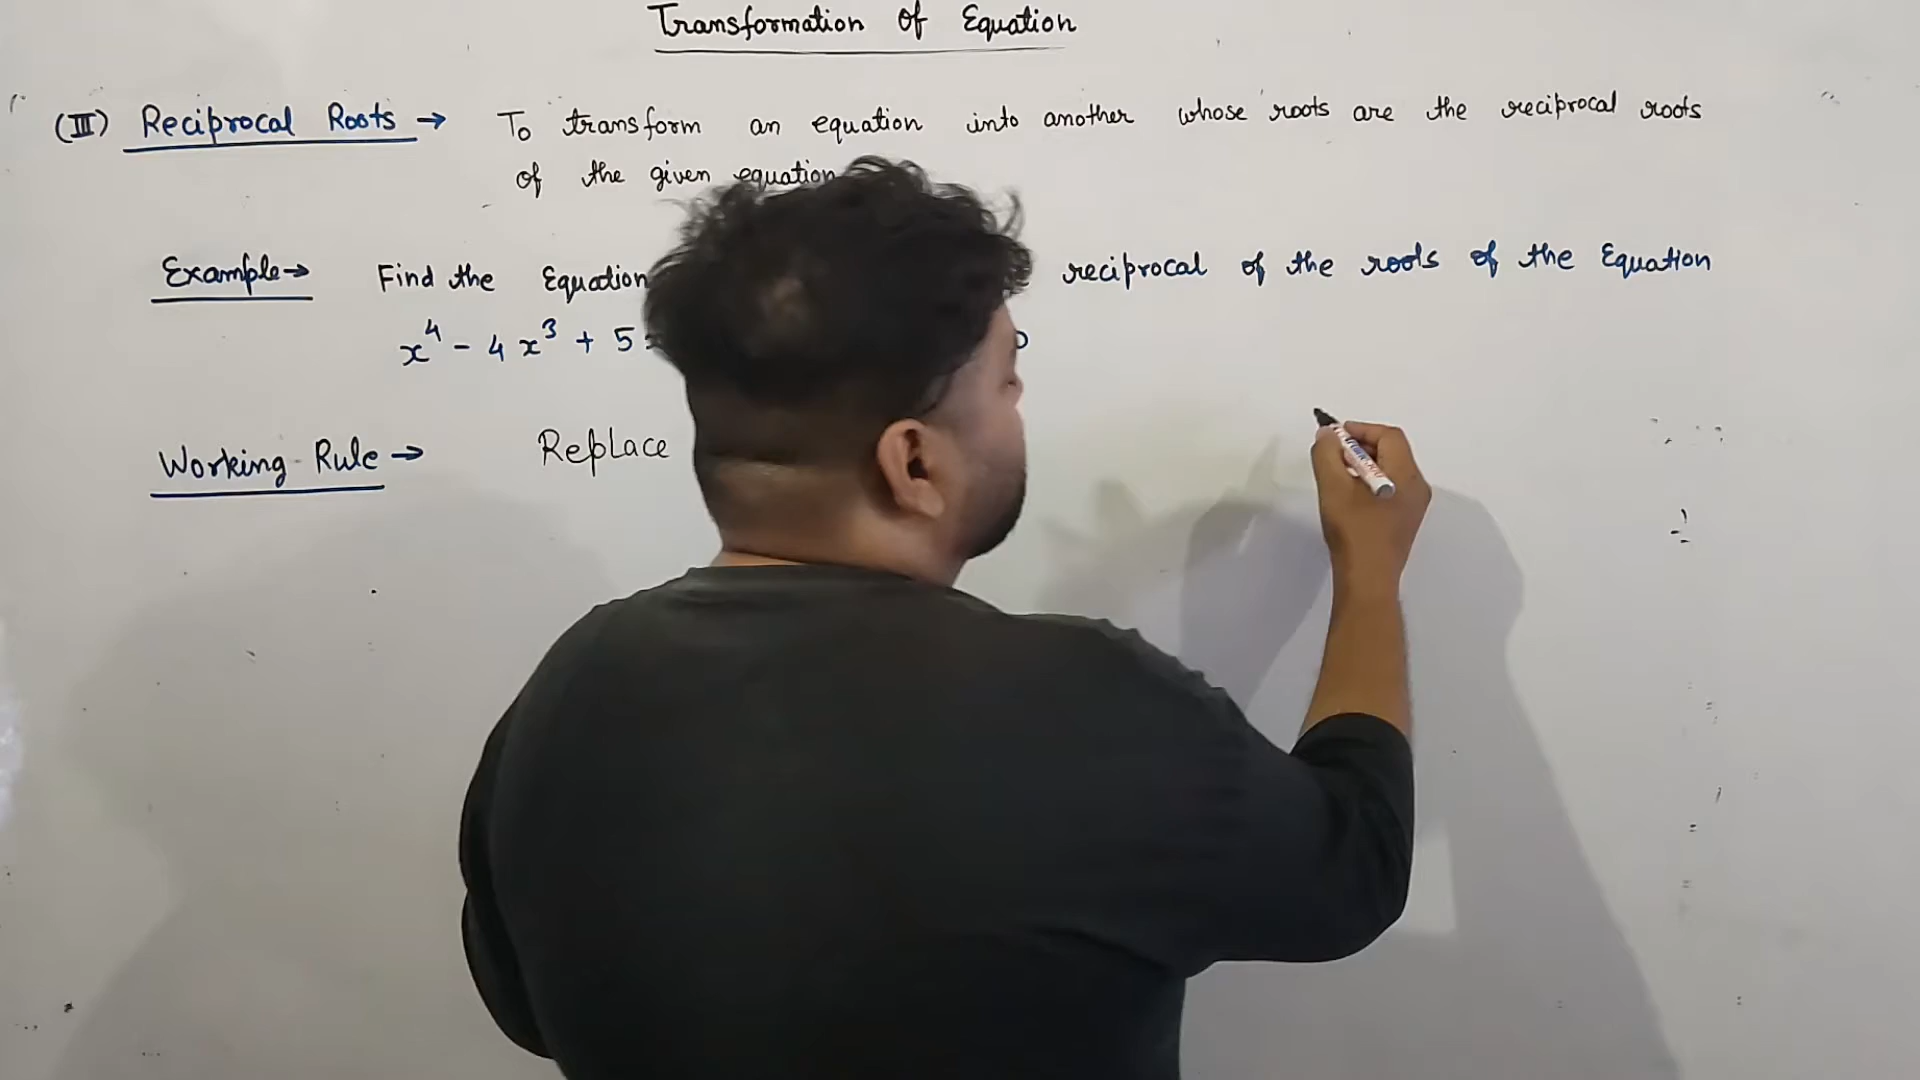 Transformation of Equation
(III) Reciprocal Roots → To transform an equation into another whose roots are the reciprocal roots
of the given equation
Example → Find the Equation reciprocal of the roots of the Equation
x⁴ - 4x³ + 5
Working Rule → Replace